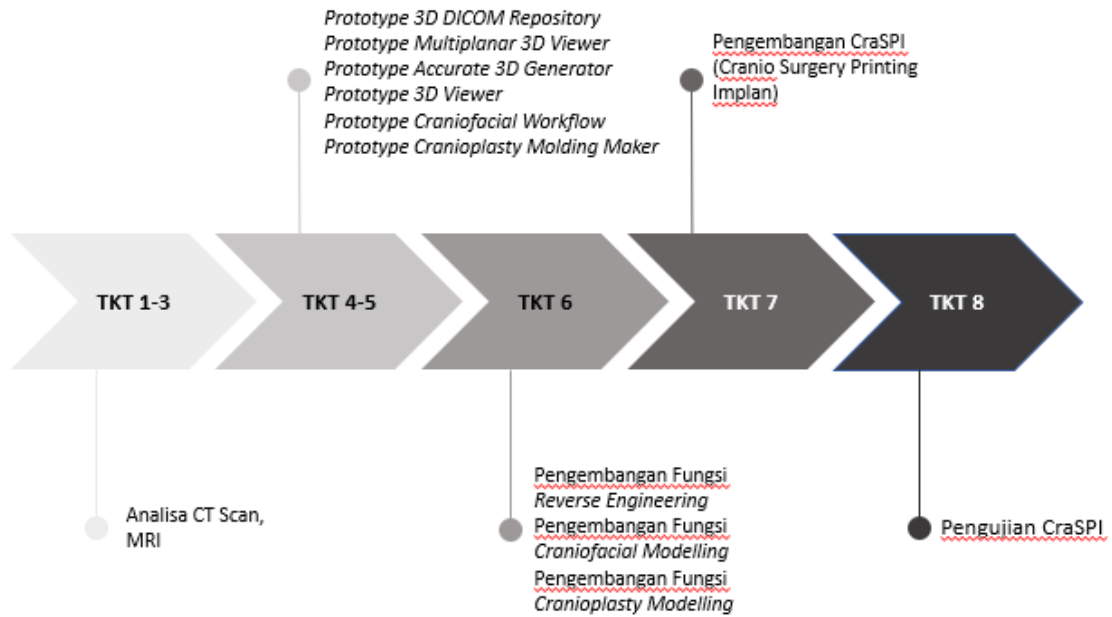 Prototype 3D DICOM Repository
Prototype Multiplanar 3D Viewer
Prototype Accurate 3D Generator
Prototype 3D Viewer
Prototype Craniofacial Workflow
Prototype Cranioplasty Molding Maker
Pengembangan CraSPI
(Cranio Surgery Printing
Implan)
TKT 1-3
TKT 4-5
TKT 6
TKT 7
TKT 8
Analisa CT Scan,
MRI
Pengembangan Fungsi
Reverse Engineering
Pengembangan Fungsi
Craniofacial Modelling
Pengembangan Fungsi
Cranioplasty Modelling
Pengujian CraSPI